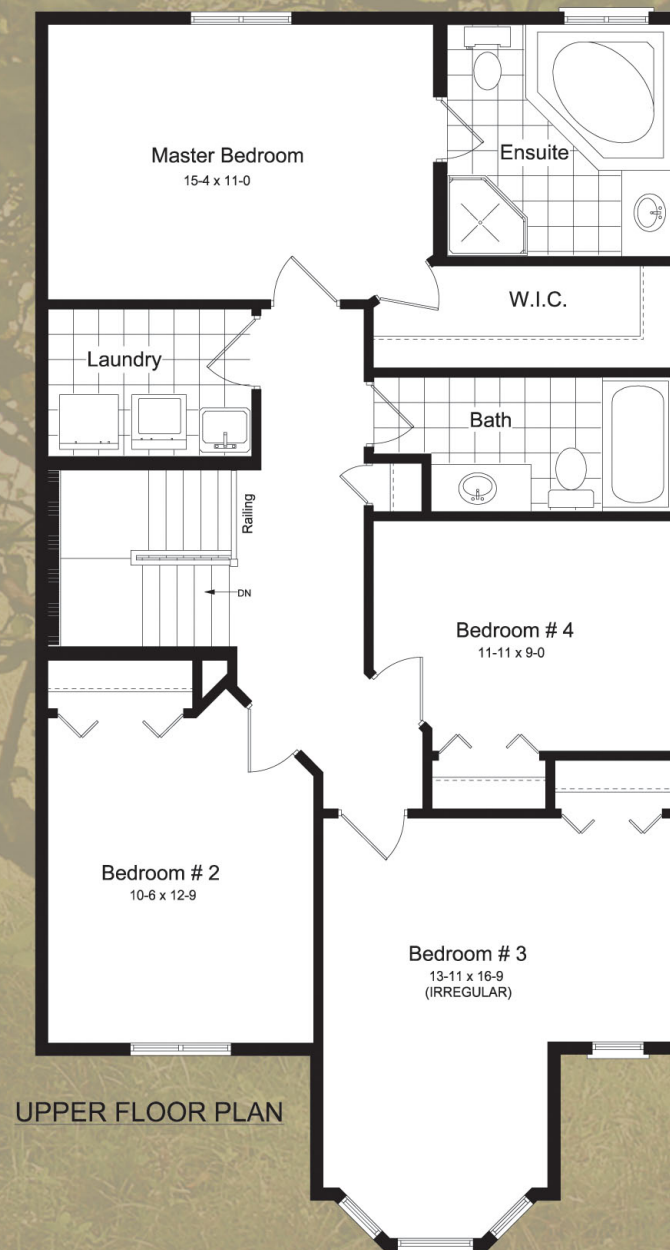 Master Bedroom
15-4 x 11-0
Ensuite
W.I.C.
Laundry
Bath
Railing
DN
Bedroom # 4
11-11 x 9-0
Bedroom # 2
10-6 x 12-9
Bedroom # 3
13-11 x 16-9
(IRREGULAR)
UPPER FLOOR PLAN